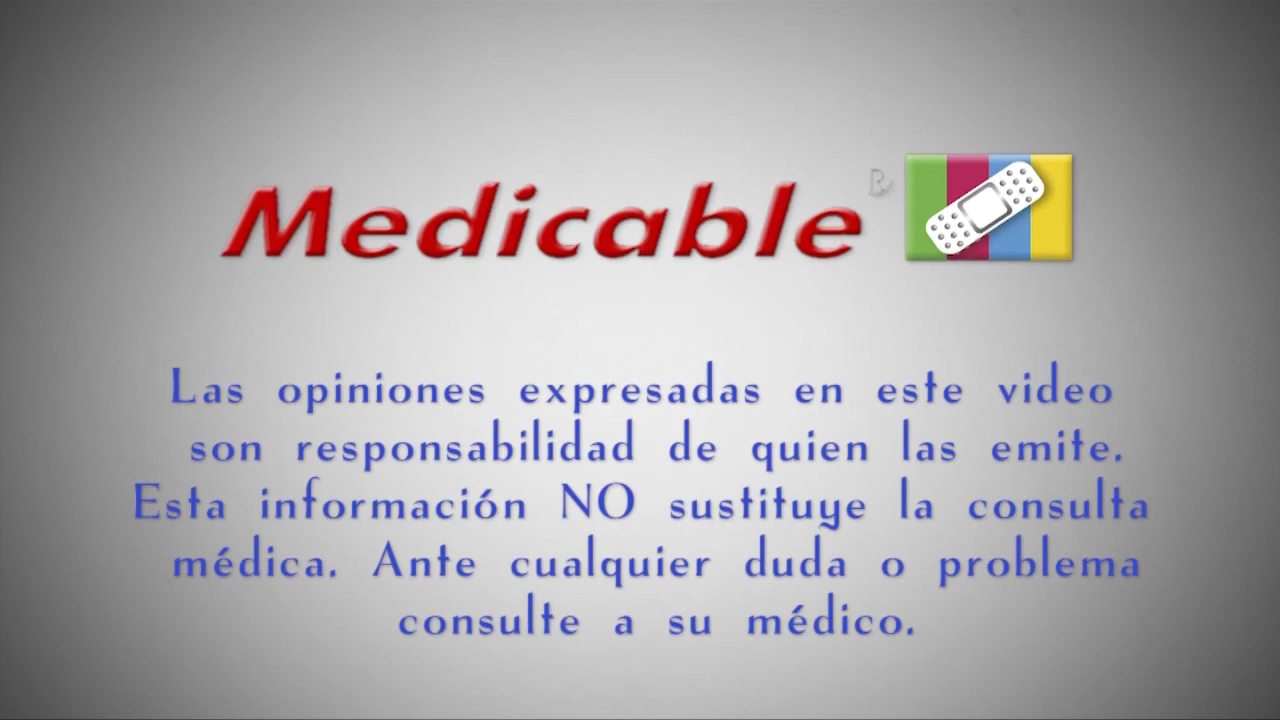 Medicable
Las opiniones expresadas en este video
son responsabilidad de quien las emite.
Esta información NO sustituye la consulta
médica. Ante cualquier duda o problema
consulte a su médico.